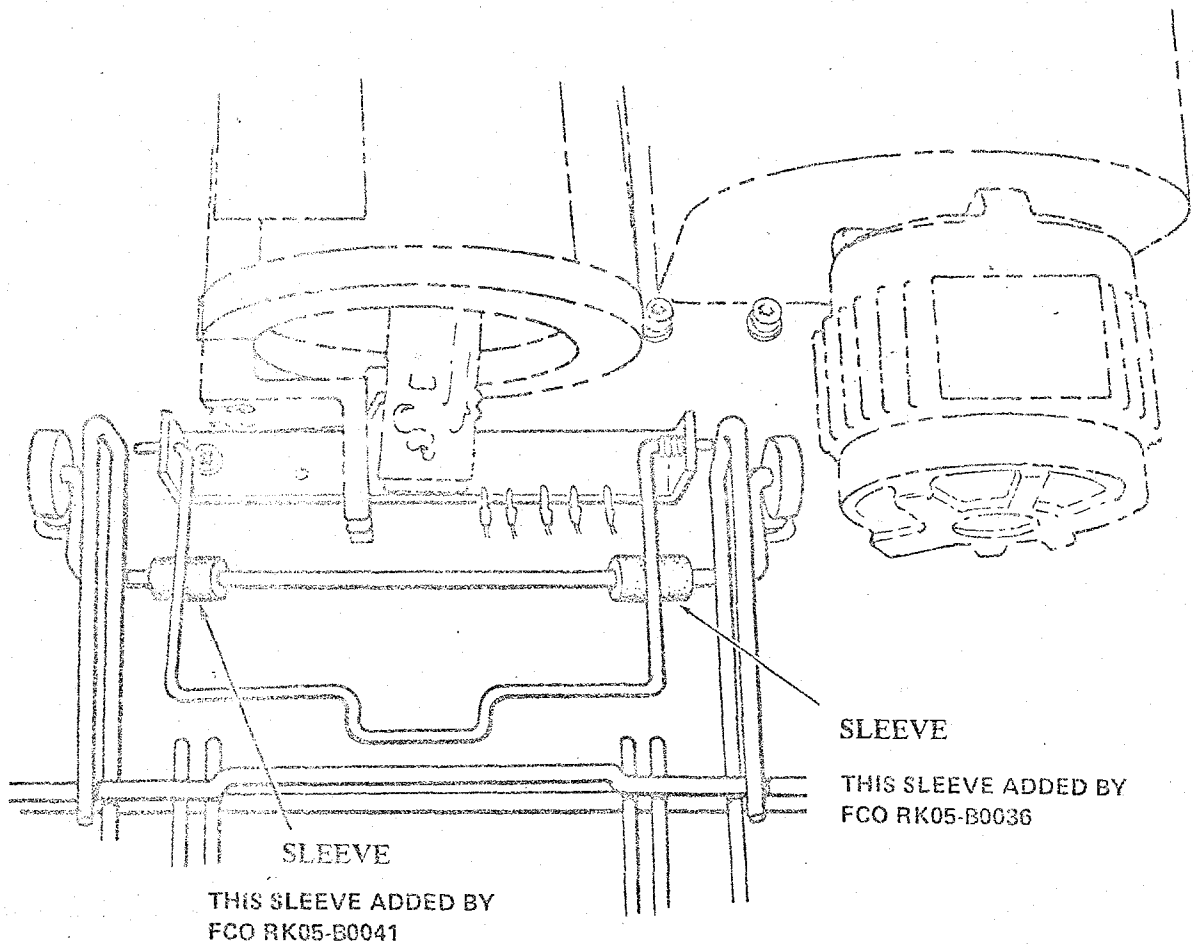 SLEEVE
THIS SLEEVE ADDED BY
FCO RK05-B0036
SLEEVE
THIS SLEEVE ADDED BY
FCO RK05-B0041